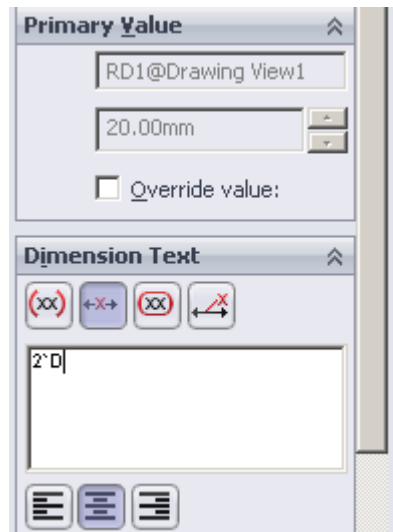 Primary Value
RD1@Drawing View1
20.00mm
Override value:
Dimension Text
(xx) x (xx) x
2`D